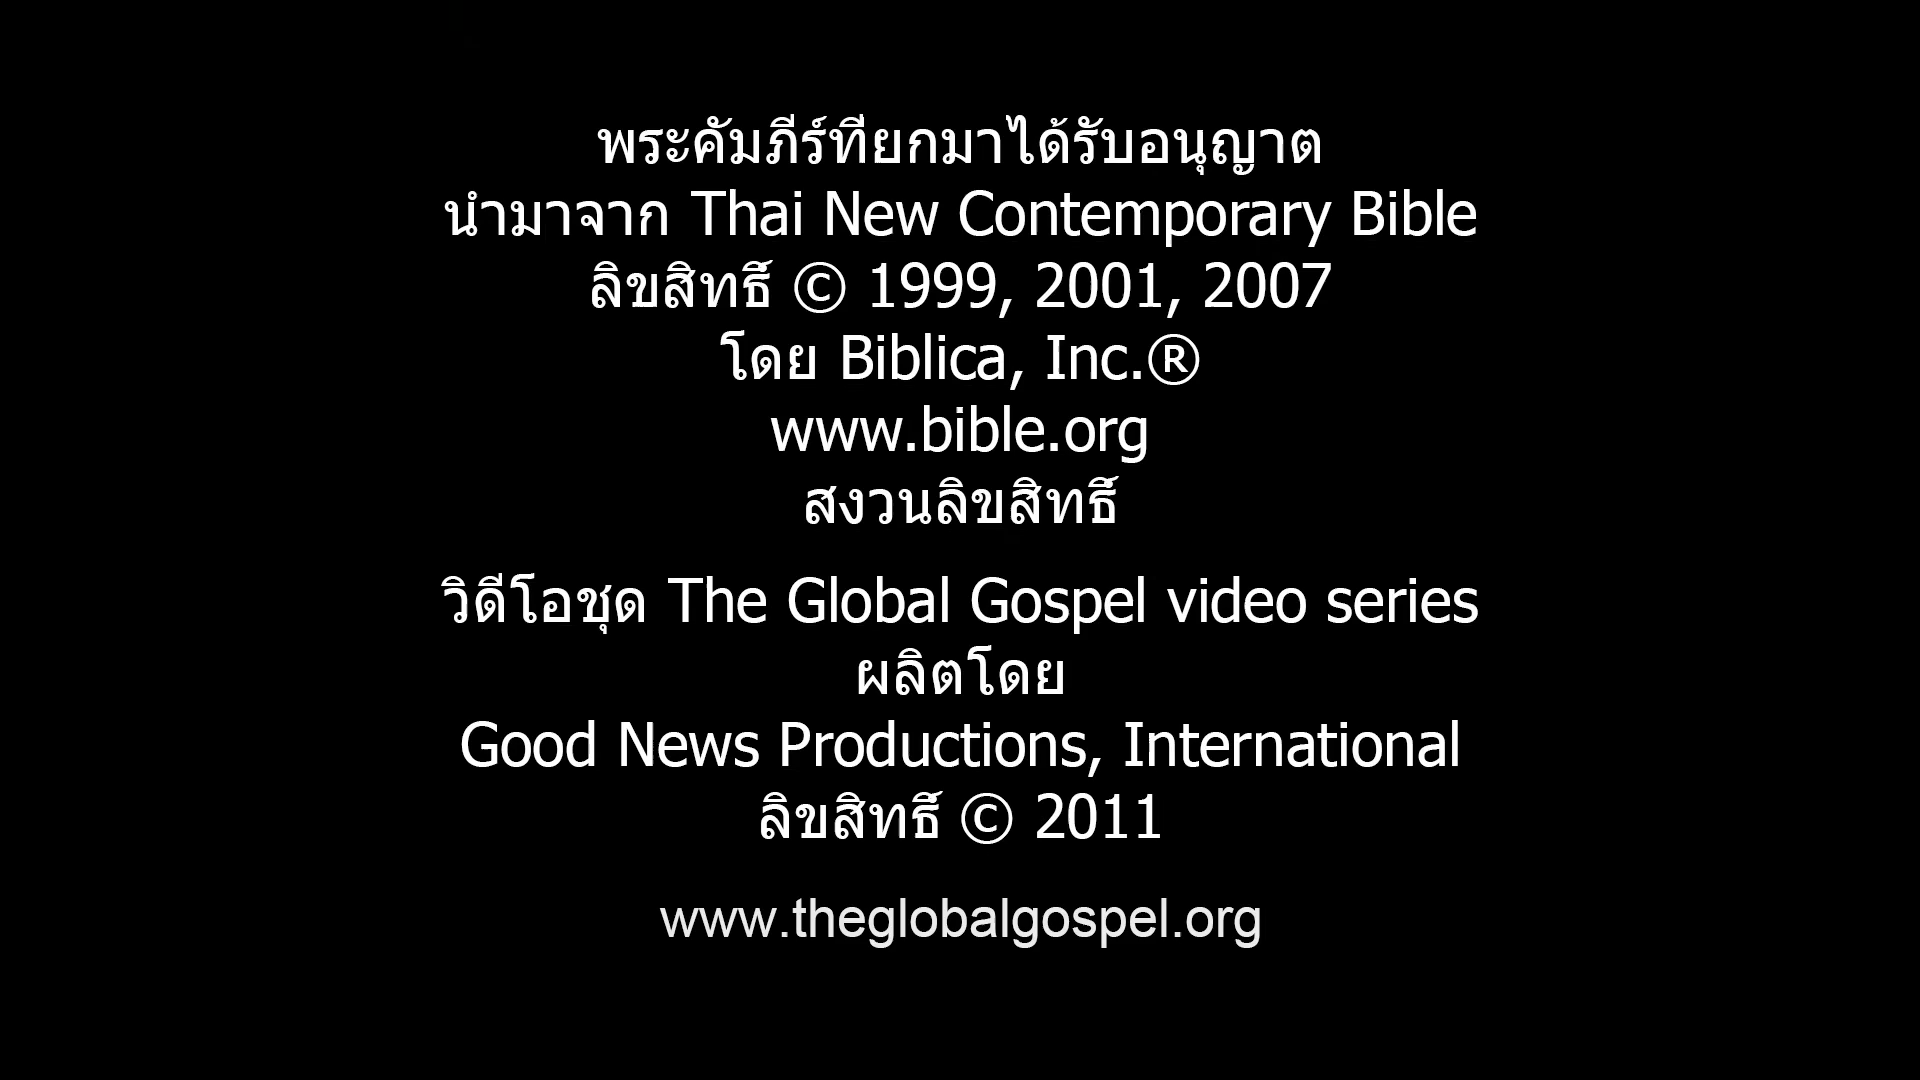 พระคัมภีร์ที่ยกมาได้รับอนุญาต
นำมาจาก Thai New Contemporary Bible
ลิขสิทธิ์ © 1999, 2001, 2007
โดย Biblica, Inc.®
www.bible.org
สงวนลิขสิทธิ์
วิดีโอชุด The Global Gospel video series
ผลิตโดย
Good News Productions, International
ลิขสิทธิ์ © 2011
www.theglobalgospel.org